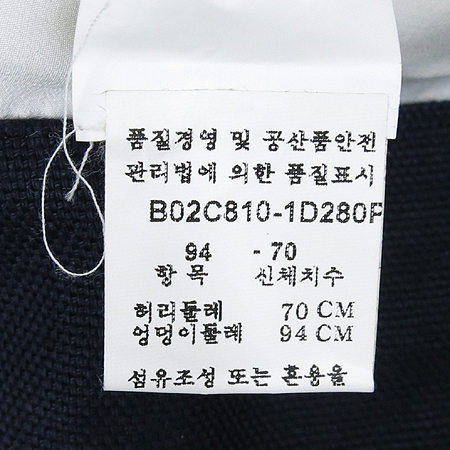 품질경영 및 공산품안전
관리법에 의한 품질표시
B02C810-1D280P
94 - 70
항 목 신체치수
허리둘레 70 CM
엉덩이둘레 94 CM
섬유조성 또는 혼용율